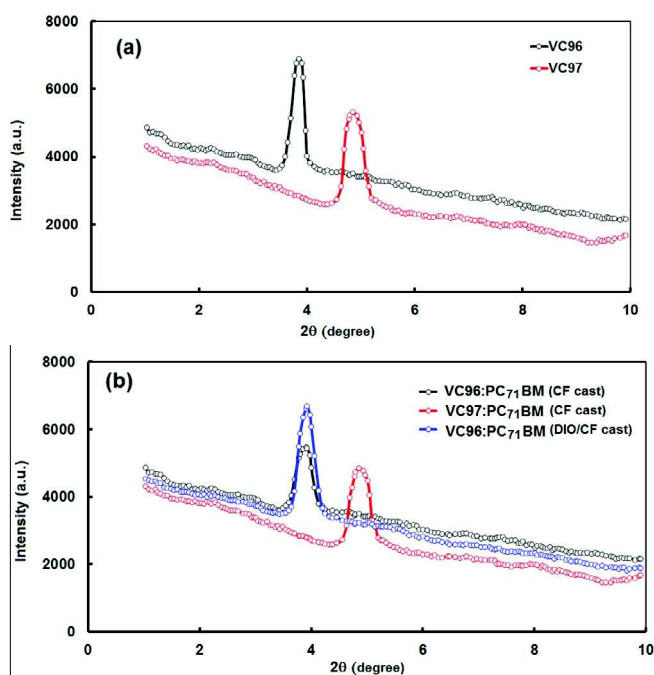 (a)
VC96
VC97
Intensity (a.u.)
8000
6000
4000
2000
0
0 2 4 6 8 10
2θ (degree)
(b)
VC96:PC71BM (CF cast)
VC97:PC71BM (CF cast)
VC96:PC71BM (DIO/CF cast)
Intensity (a.u.)
8000
6000
4000
2000
0
0 2 4 6 8 10
2θ (degree)